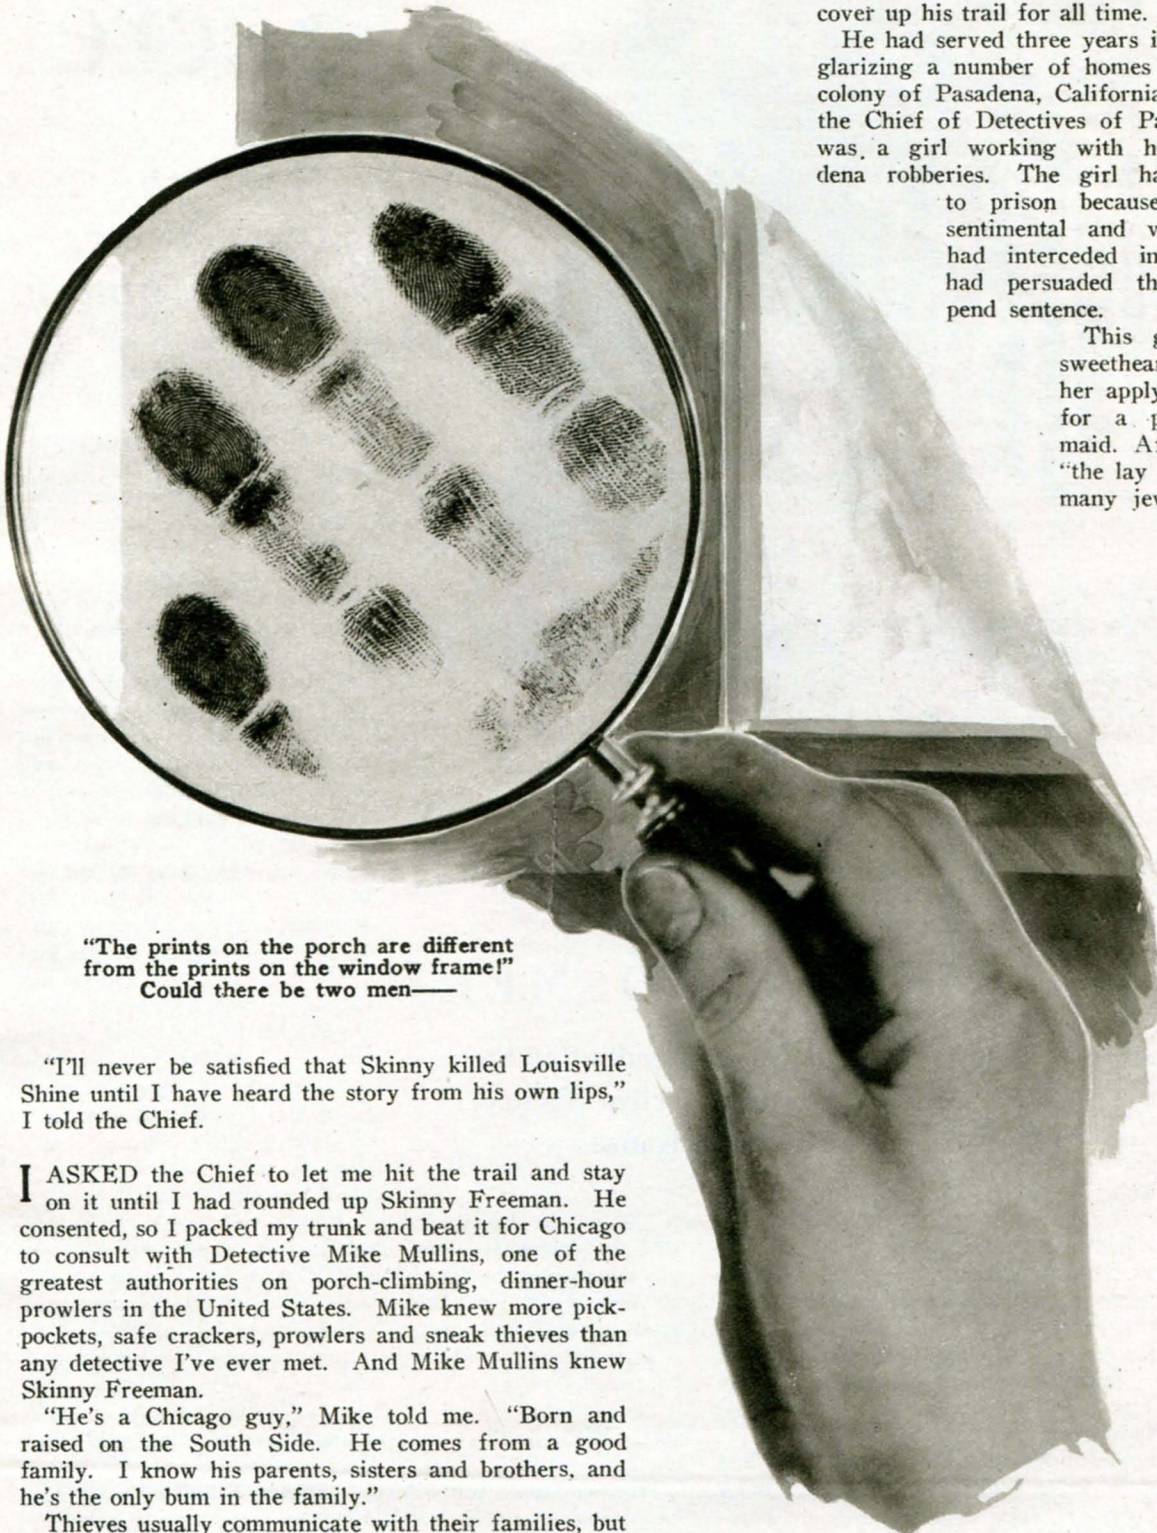 "The prints on the porch are different
from the prints on the window frame!"
Could there be two men——
"I'll never be satisfied that Skinny killed Louisville
Shine until I have heard the story from his own lips,"
I told the Chief.
I ASKED the Chief to let me hit the trail and stay
on it until I had rounded up Skinny Freeman. He
consented, so I packed my trunk and beat it for Chicago
to consult with Detective Mike Mullins, one of the
greatest authorities on porch-climbing, dinner-hour
prowlers in the United States. Mike knew more pick-
pockets, safe crackers, prowlers and sneak thieves than
any detective I've ever met. And Mike Mullins knew
Skinny Freeman.
"He's a Chicago guy," Mike told me. "Born and
raised on the South Side. He comes from a good
family. I know his parents, sisters and brothers, and
he's the only bum in the family."
Thieves usually communicate with their families, but
cover up his trail for all time.
He had served three years i
glarizing a number of homes
colony of Pasadena, California
the Chief of Detectives of Pa
was a girl working with h
dena robberies. The girl ha
to prison because
sentimental and v
had interceded in
had persuaded th
pend sentence.
This g
sweethear
her apply
for a p
maid. Af
"the lay
many jew